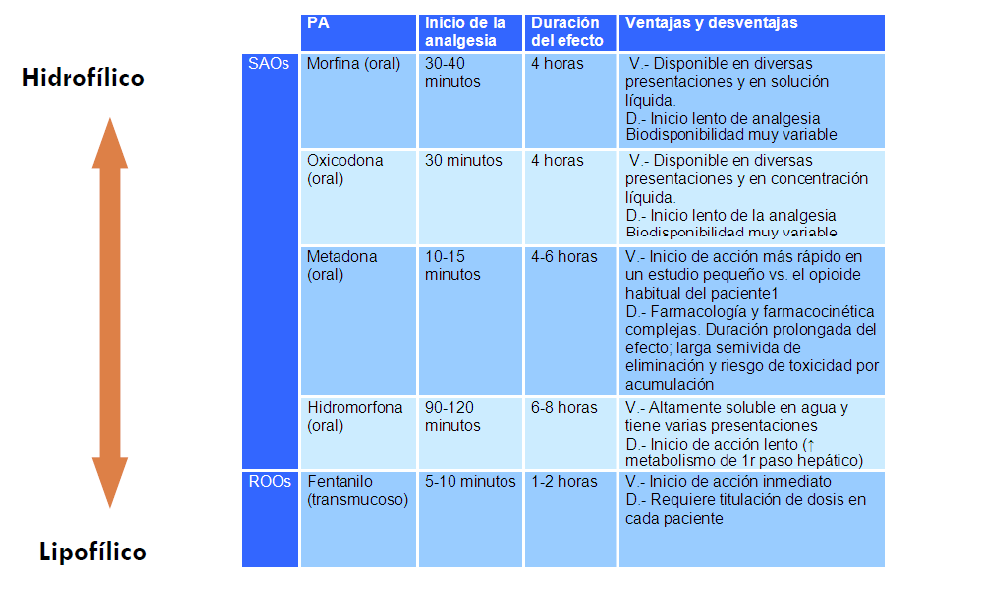 Hidrofílico
Lipofílico
PA
Inicio de la
analgesia
Duración
del efecto
Ventajas y desventajas
SAOs
Morfina (oral)
30-40
minutos
4 horas
V.- Disponible en diversas
presentaciones y en solución
líquida.
D.- Inicio lento de analgesia
Biodisponibilidad muy variable
Oxicodona
(oral)
30 minutos
4 horas
V.- Disponible en diversas
presentaciones y en concentración
líquida.
D.- Inicio lento de la analgesia
Biodisponibilidad muy variable
Metadona
(oral)
10-15
minutos
4-6 horas
V.- Inicio de acción más rápido en
un estudio pequeño vs. el opioide
habitual del paciente1
D.- Farmacología y farmacocinética
complejas. Duración prolongada del
efecto; larga semivida de
eliminación y riesgo de toxicidad por
acumulación
Hidromorfona
(oral)
90-120
minutos
6-8 horas
V.- Altamente soluble en agua y
tiene varias presentaciones
D.- Inicio de acción lento (↑
metabolismo de 1r paso hepático)
ROOs
Fentanilo
(transmucoso)
5-10 minutos
1-2 horas
V.- Inicio de acción inmediato
D.- Requiere titulación de dosis en
cada paciente